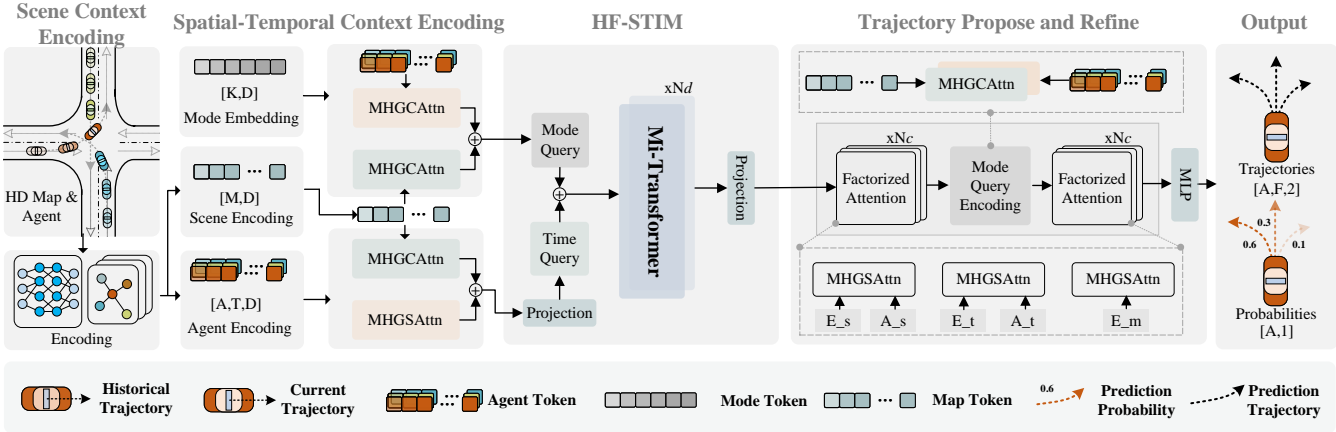 Scene Context
Encoding
Spatial-Temporal Context Encoding
HF-STIM
Trajectory Propose and Refine
Output
HD Map &
Agent
Encoding
[K,D]
Mode Embedding
[M,D]
Scene Encoding
[A,T,D]
Agent Encoding
MHGCAttn
MHGCAttn
MHGCAttn
MHGSAttn
Mode
Query
Time
Query
Projection
xNd
Mi-Transformer
Projection
MHGCAttn
xNc
Factorized
Attention
Mode
Query
Encoding
xNc
Factorized
Attention
MLP
MHGSAttn
MHGSAttn
MHGSAttn
E_s
A_s
E_t
A_t
E_m
Trajectories
[A,F,2]
0.3
0.6
0.1
Probabilities
[A,1]
Historical
Trajectory
Current
Trajectory
Agent Token
Mode Token
Map Token
0.6
Prediction
Probability
Prediction
Trajectory